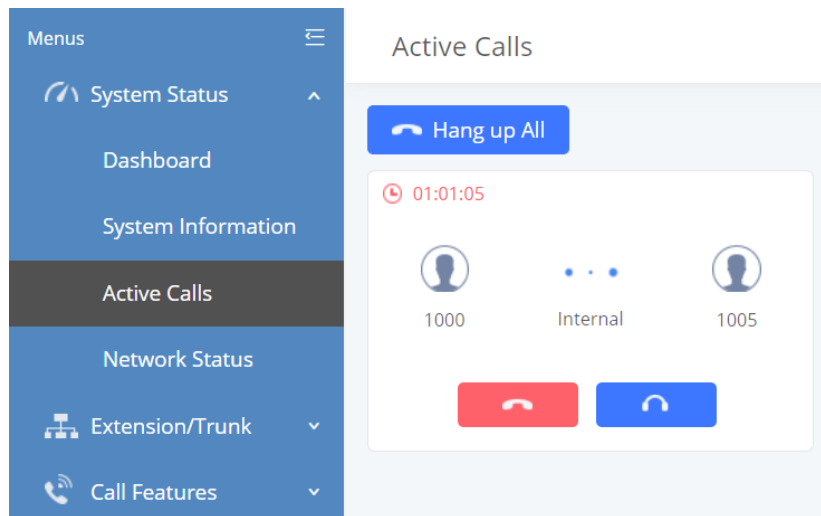 Menus
System Status
Dashboard
System Information
Active Calls
Network Status
Extension/Trunk
Call Features
Active Calls
Hang up All
01:01:05
1000
Internal
1005